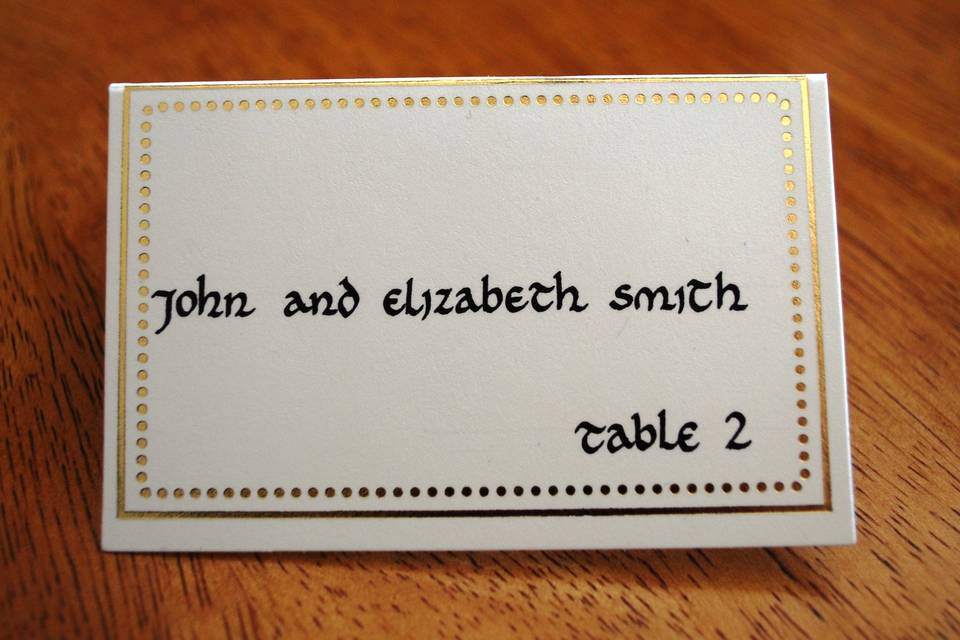 John and Elizabeth Smith
Table 2